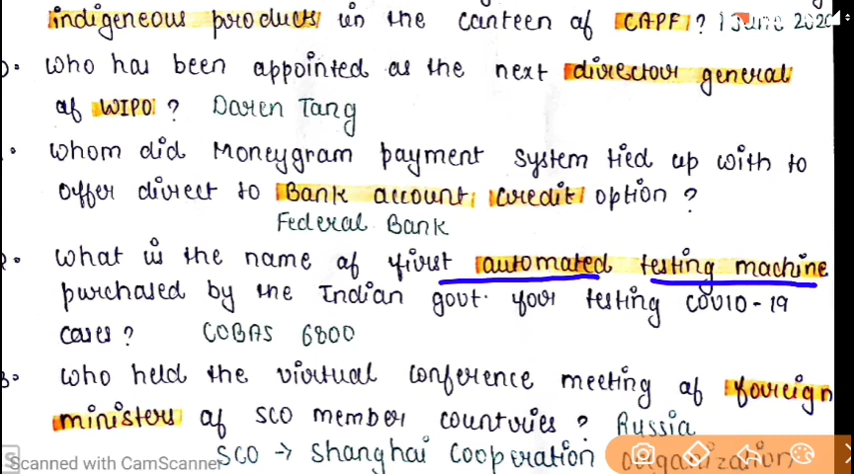 indigeneous products in the canteen of CAPF? 1 June 2020
who has been appointed as the next director general
of WIPO? Daren Tang
whom did Moneygram payment system tied up with to
offer divect to Bank account credit option?
Federal Bank
what is the name of first automated testing machine
purchased by the Indian govt. for testing COVID-19
cases? COBAS 6800
who held the virtual conference meeting of foreign
ministers of SCO member countries? Russia
SCO → Shanghai Cooperation Organization
Scanned with CamScanner